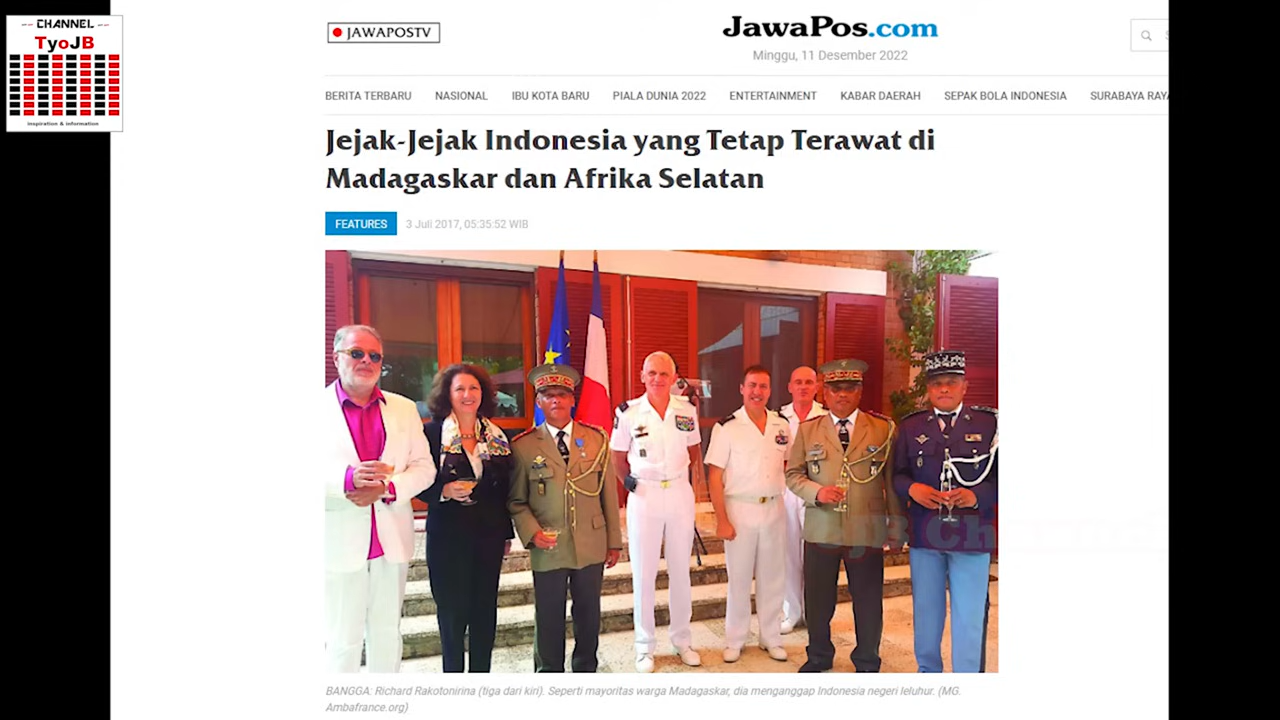 CHANNEL
TyoJB
inspiration & information
JAWAPOSTV
JawaPos.com
Minggu, 11 Desember 2022
BERITA TERBARU NASIONAL IBU KOTA BARU PIALA DUNIA 2022 ENTERTAINMENT KABAR DAERAH SEPAK BOLA INDONESIA SURABAYA RAYA
Jejak-Jejak Indonesia yang Tetap Terawat di
Madagaskar dan Afrika Selatan
FEATURES 3 Juli 2017, 05:35:52 WIB
BANGGA: Richard Rakotonirina (tiga dari kiri). Seperti mayoritas warga Madagaskar, dia menganggap Indonesia negeri leluhur. (MG.
Ambafrance.org)